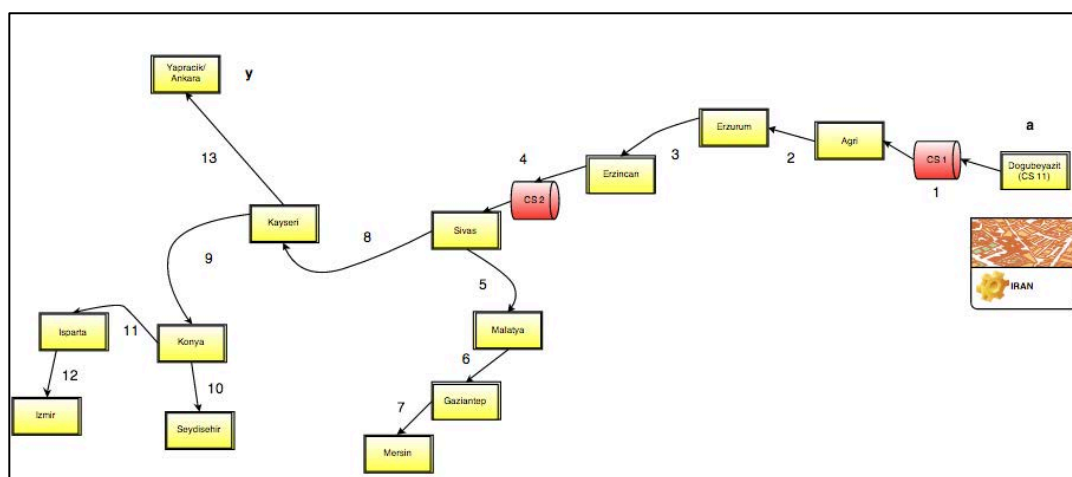 Yapracik/
Ankara
y
13
Erzurum
Agri
a
CS 1
Dogubeyazit
(CS 11)
1
2
3
4
Erzincan
CS 2
Kayseri
Sivas
8
9
5
IRAN
Isparta
11
Konya
Malatya
12
10
6
Izmir
Seydisehir
Gaziantep
7
Mersin